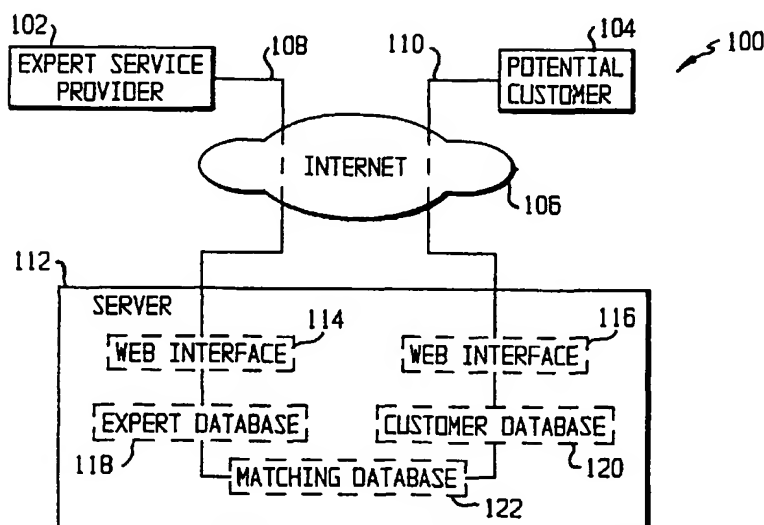 102
108
110
104
100
EXPERT SERVICE
PROVIDER
POTENTIAL
CUSTOMER
INTERNET
106
112
SERVER
114
116
WEB INTERFACE
WEB INTERFACE
EXPERT DATABASE
CUSTOMER DATABASE
118
120
MATCHING DATABASE
122